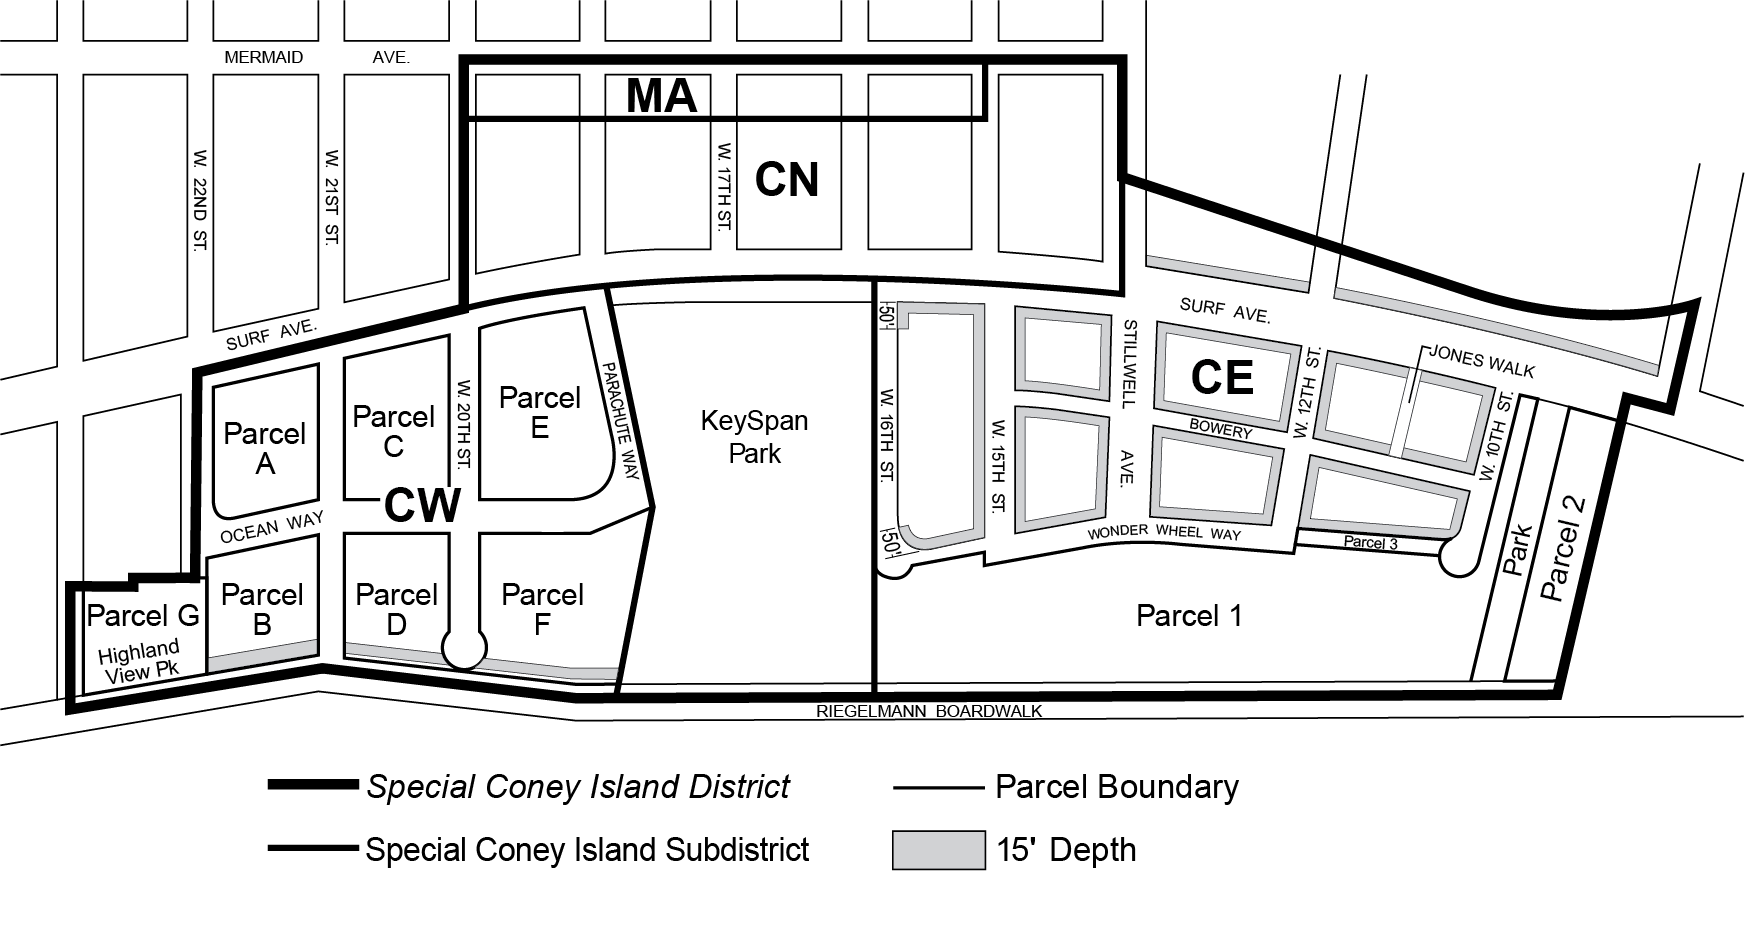 MERMAID AVE.
MA
W. 22ND ST.
W. 21ST ST.
W. 17TH ST.
CN
SURF AVE.
SURF AVE.
50'
STILLWELL
AVE.
CE
W. 12TH ST.
JONES WALK
W. 10TH ST.
PARACHUTE WAY
W. 20TH ST.
W. 16TH ST.
W. 15TH ST.
BOWERY
Parcel
A
Parcel
C
Parcel
E
KeySpan
Park
CW
OCEAN WAY
50'
WONDER WHEEL WAY
Parcel 3
Park
Parcel 2
Parcel G
Highland
View Pk
Parcel
B
Parcel
D
Parcel
F
Parcel 1
RIEGELMANN BOARDWALK
Special Coney Island District
Parcel Boundary
Special Coney Island Subdistrict
15' Depth